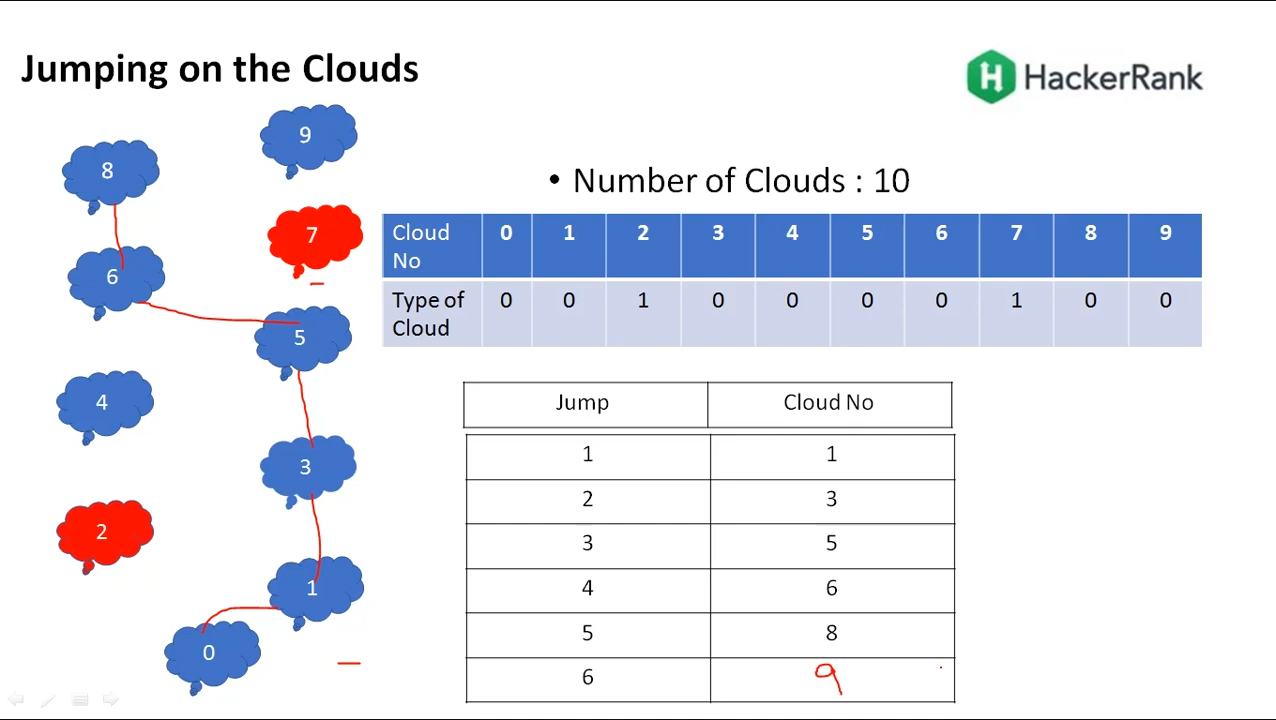 Jumping on the Clouds
HackerRank
9
8
7
6
5
4
3
2
1
0
• Number of Clouds : 10
Cloud No 0 1 2 3 4 5 6 7 8 9
Type of Cloud 0 0 1 0 0 0 0 1 0 0
Jump Cloud No
1 1
2 3
3 5
4 6
5 8
6 9